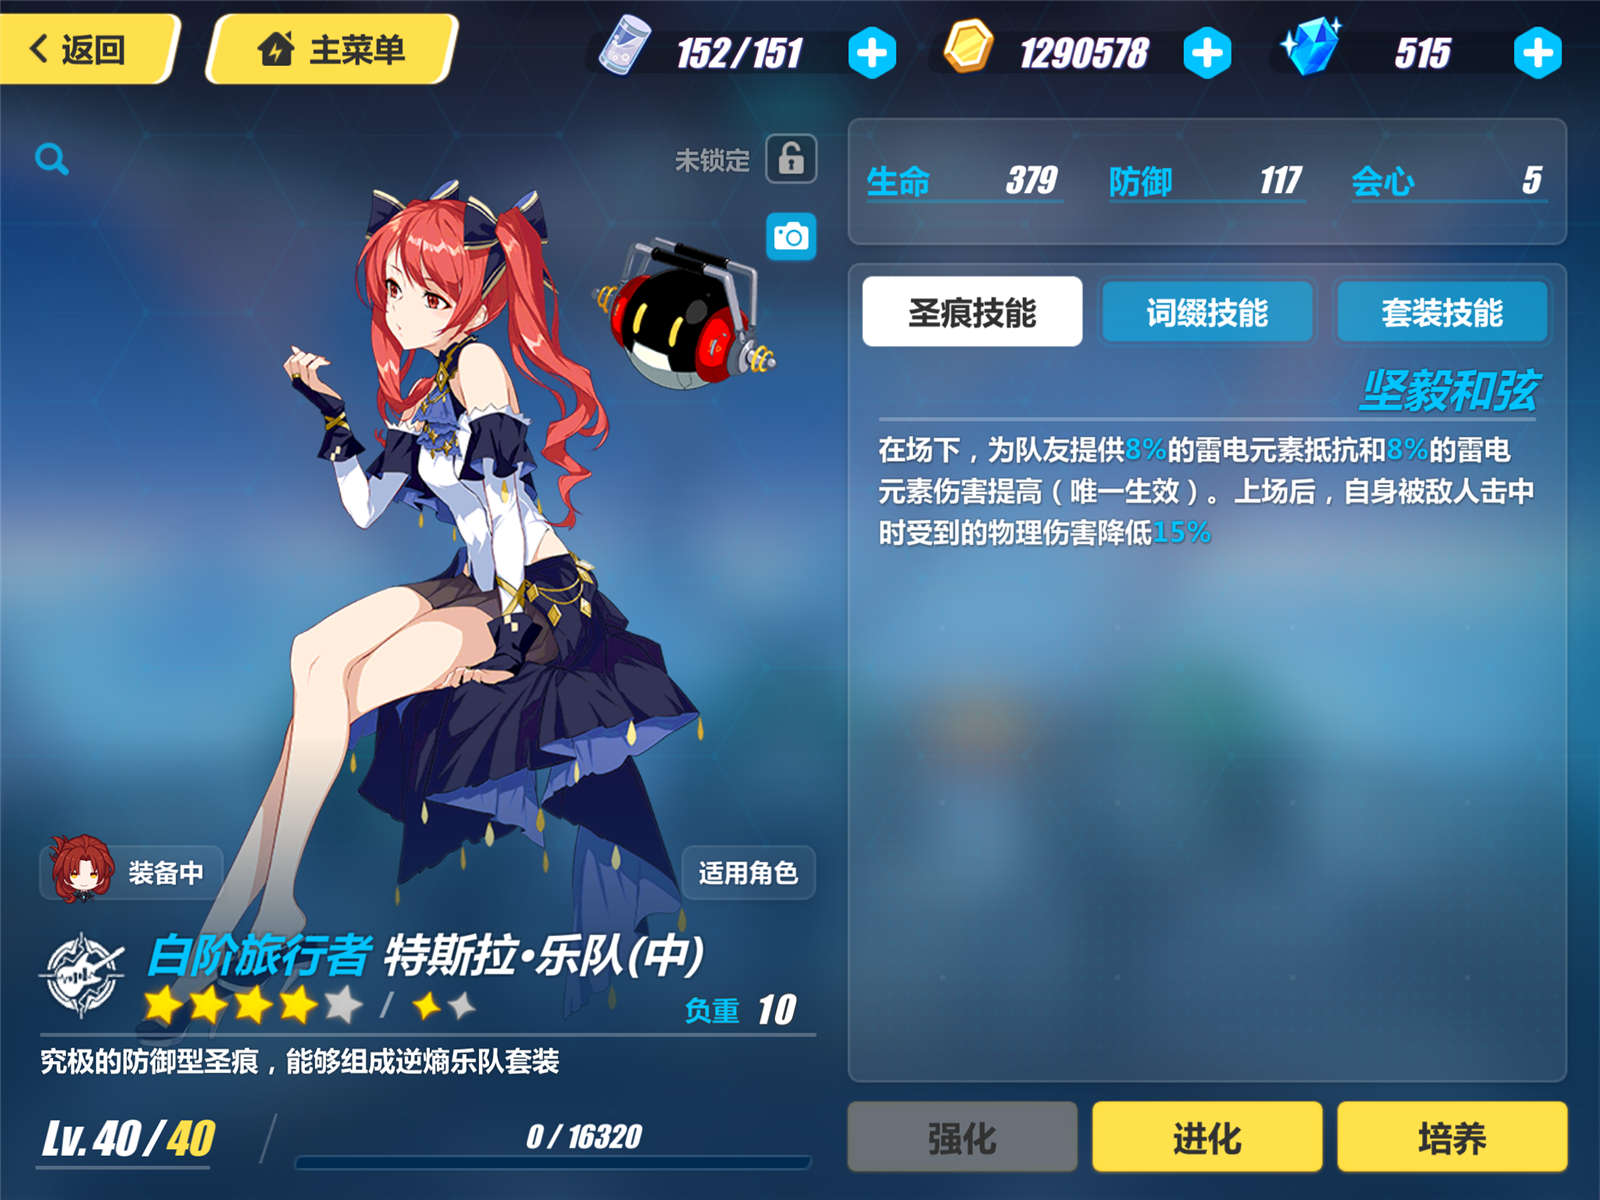 返回
主菜单
152/151
1290578
515
未锁定
生命 379 防御 117 会心 5
圣痕技能 词缀技能 套装技能
坚毅和弦
在场下，为队友提供8%的雷电元素抵抗和8%的雷电
元素伤害提高（唯一生效）。上场后，自身被敌人击中
时受到的物理伤害降低15%
装备中
适用角色
白阶旅行者 特斯拉·乐队(中)
负重 10
究极的防御型圣痕，能够组成逆熵乐队套装
Lv.40/40
0/16320
强化 进化 培养